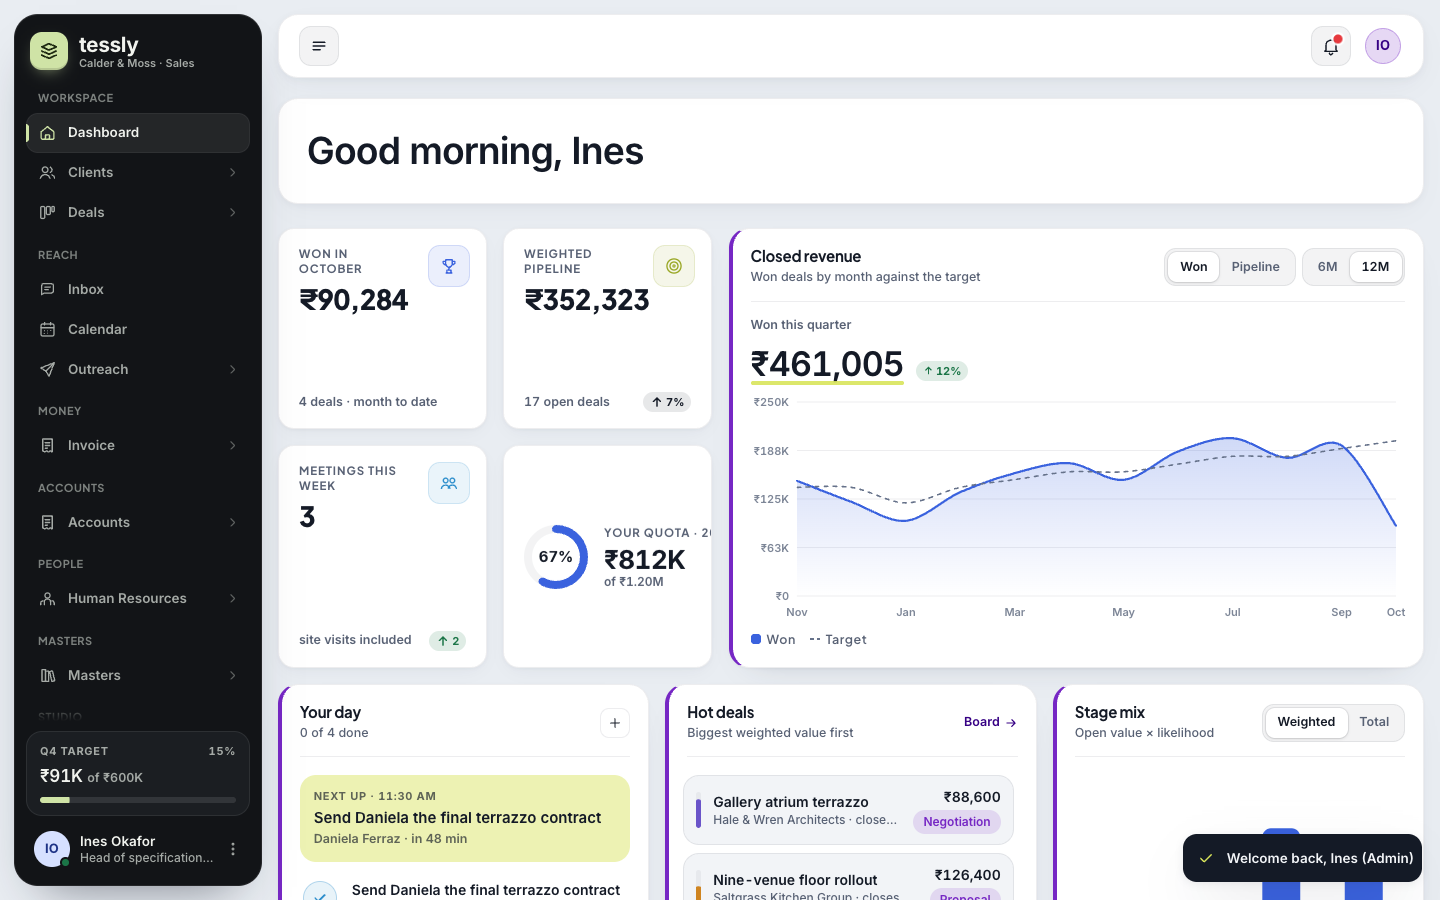 tessly
Calder & Moss · Sales
WORKSPACE
Dashboard
Clients
Deals
REACH
Inbox
Calendar
Outreach
MONEY
Invoice
ACCOUNTS
Accounts
PEOPLE
Human Resources
MASTERS
Masters
STUDIO
Q4 TARGET 15%
₹91K of ₹600K
IO
Ines Okafor
Head of specification...
IO
Good morning, Ines
WON IN
OCTOBER
₹90,284
4 deals · month to date
WEIGHTED
PIPELINE
₹352,323
17 open deals ↑ 7%
MEETINGS THIS
WEEK
3
site visits included ↑ 2
67%
YOUR QUOTA ·
₹812K
of ₹1.20M
Closed revenue
Won deals by month against the target
Won Pipeline 6M 12M
Won this quarter
₹461,005 ↑ 12%
₹250K
₹188K
₹125K
₹63K
₹0
Nov Jan Mar May Jul Sep Oct
Won Target
Your day
0 of 4 done
NEXT UP · 11:30 AM
Send Daniela the final terrazzo contract
Daniela Ferraz · in 48 min
Send Daniela the final terrazzo contract
Hot deals
Biggest weighted value first
Board →
Gallery atrium terrazzo ₹88,600
Hale & Wren Architects · close... Negotiation
Nine-venue floor rollout ₹126,400
Saltgrass Kitchen Group · closes Proposal
Stage mix
Open value × likelihood
Weighted Total
Welcome back, Ines (Admin)